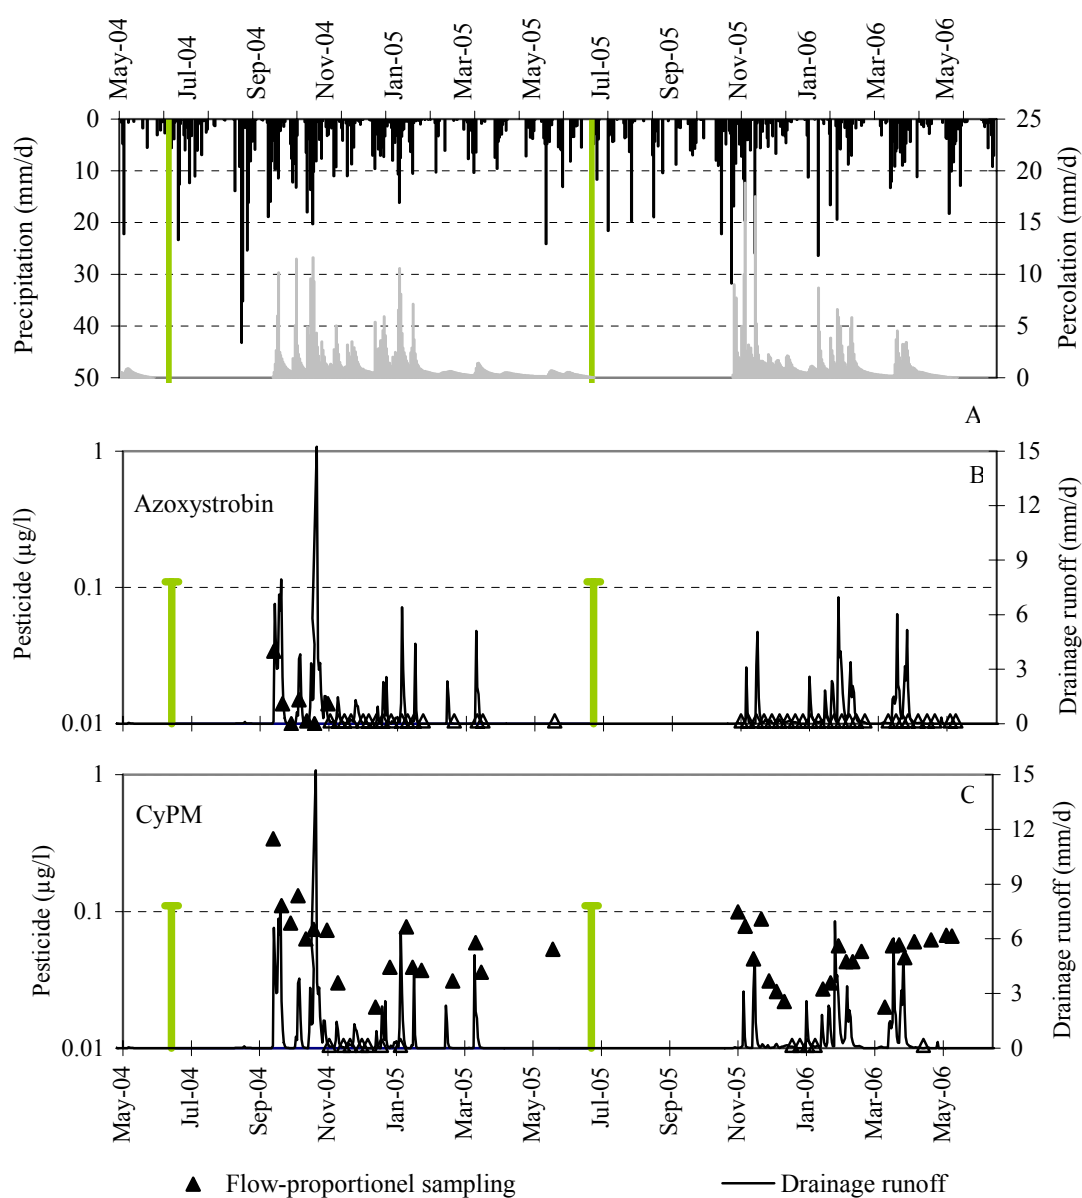 May-04 Jul-04 Sep-04 Nov-04 Jan-05 Mar-05 May-05 Jul-05 Sep-05 Nov-05 Jan-06 Mar-06 May-06
Precipitation (mm/d)
0
10
20
30
40
50
25
20
15
10
5
0
Percolation (mm/d)
A
Pesticide (µg/l)
1
0.1
0.01
Azoxystrobin
B
15
12
9
6
3
0
Drainage runoff (mm/d)
Pesticide (µg/l)
1
0.1
0.01
CyPM
C
15
12
9
6
3
0
Drainage runoff (mm/d)
May-04 Jul-04 Sep-04 Nov-04 Jan-05 Mar-05 May-05 Jul-05 Sep-05 Nov-05 Jan-06 Mar-06 May-06
Flow-proportionel sampling
Drainage runoff